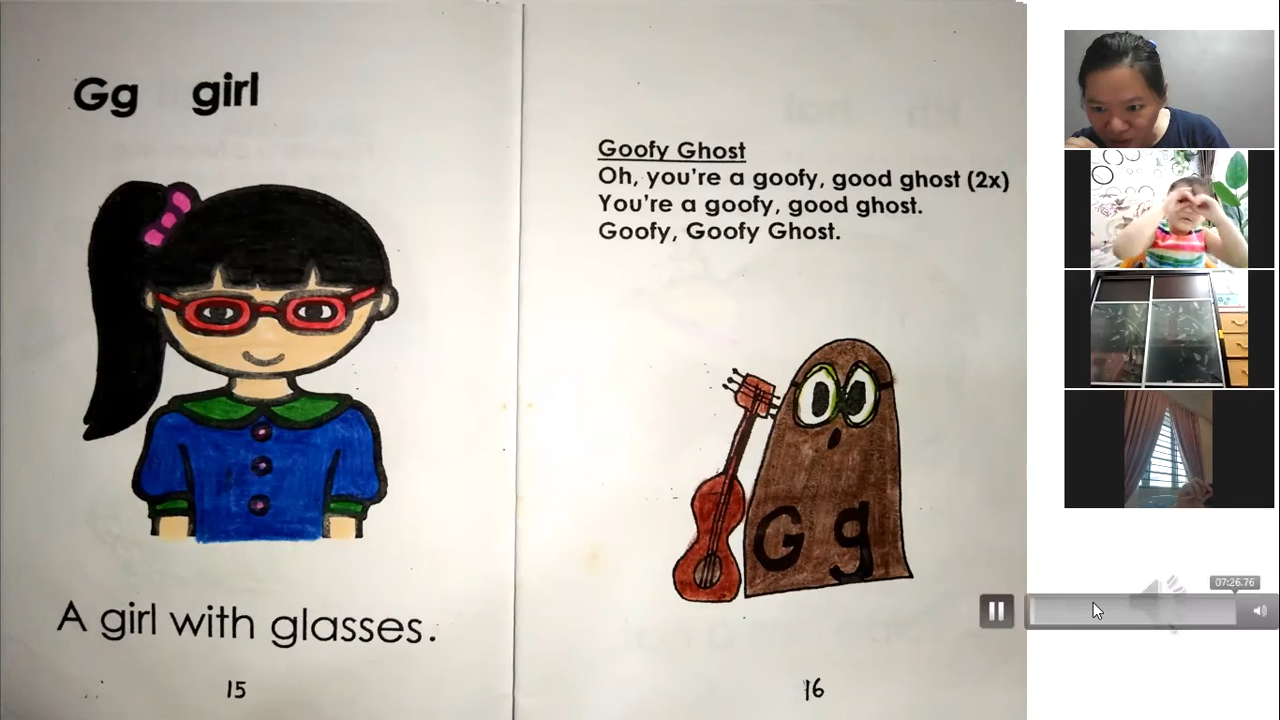 Gg girl
A girl with glasses.
15
Goofy Ghost
Oh, you're a goofy, good ghost (2x)
You're a goofy, good ghost.
Goofy, Goofy Ghost.
G g
16
07:26.76